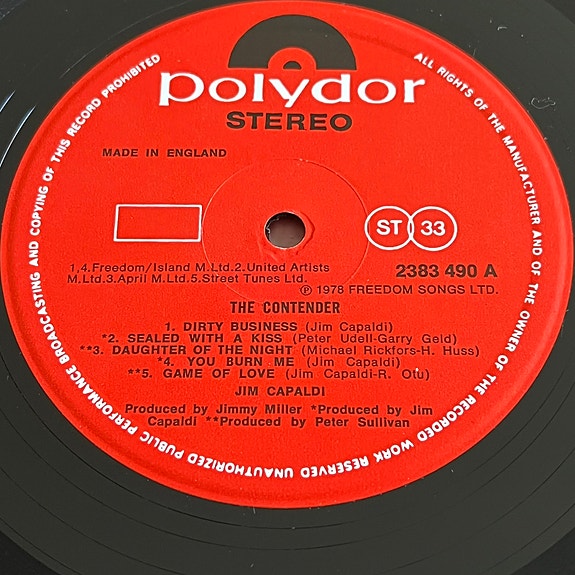 polydor
STEREO
MADE IN ENGLAND
ST 33
1,4.Freedom/Island M.Ltd.2.United Artists
M.Ltd.3.April M.Ltd.5.Street Tunes Ltd.
2383 490 A
℗ 1978 FREEDOM SONGS LTD.
THE CONTENDER
1. DIRTY BUSINESS (Jim Capaldi)
*2. SEALED WITH A KISS (Peter Udell-Garry Geld)
**3. DAUGHTER OF THE NIGHT (Michael Rickfors-H. Huss)
*4. YOU BURN ME (Jim Capaldi)
**5. GAME OF LOVE (Jim Capaldi-R. Otu)
JIM CAPALDI
Produced by Jimmy Miller *Produced by Jim
Capaldi **Produced by Peter Sullivan
ALL RIGHTS OF THE MANUFACTURER AND OF THE OWNER OF THE RECORDED WORK RESERVED UNAUTHORIZED PUBLIC PERFORMANCE BROADCASTING AND COPYING OF THIS RECORD PROHIBITED